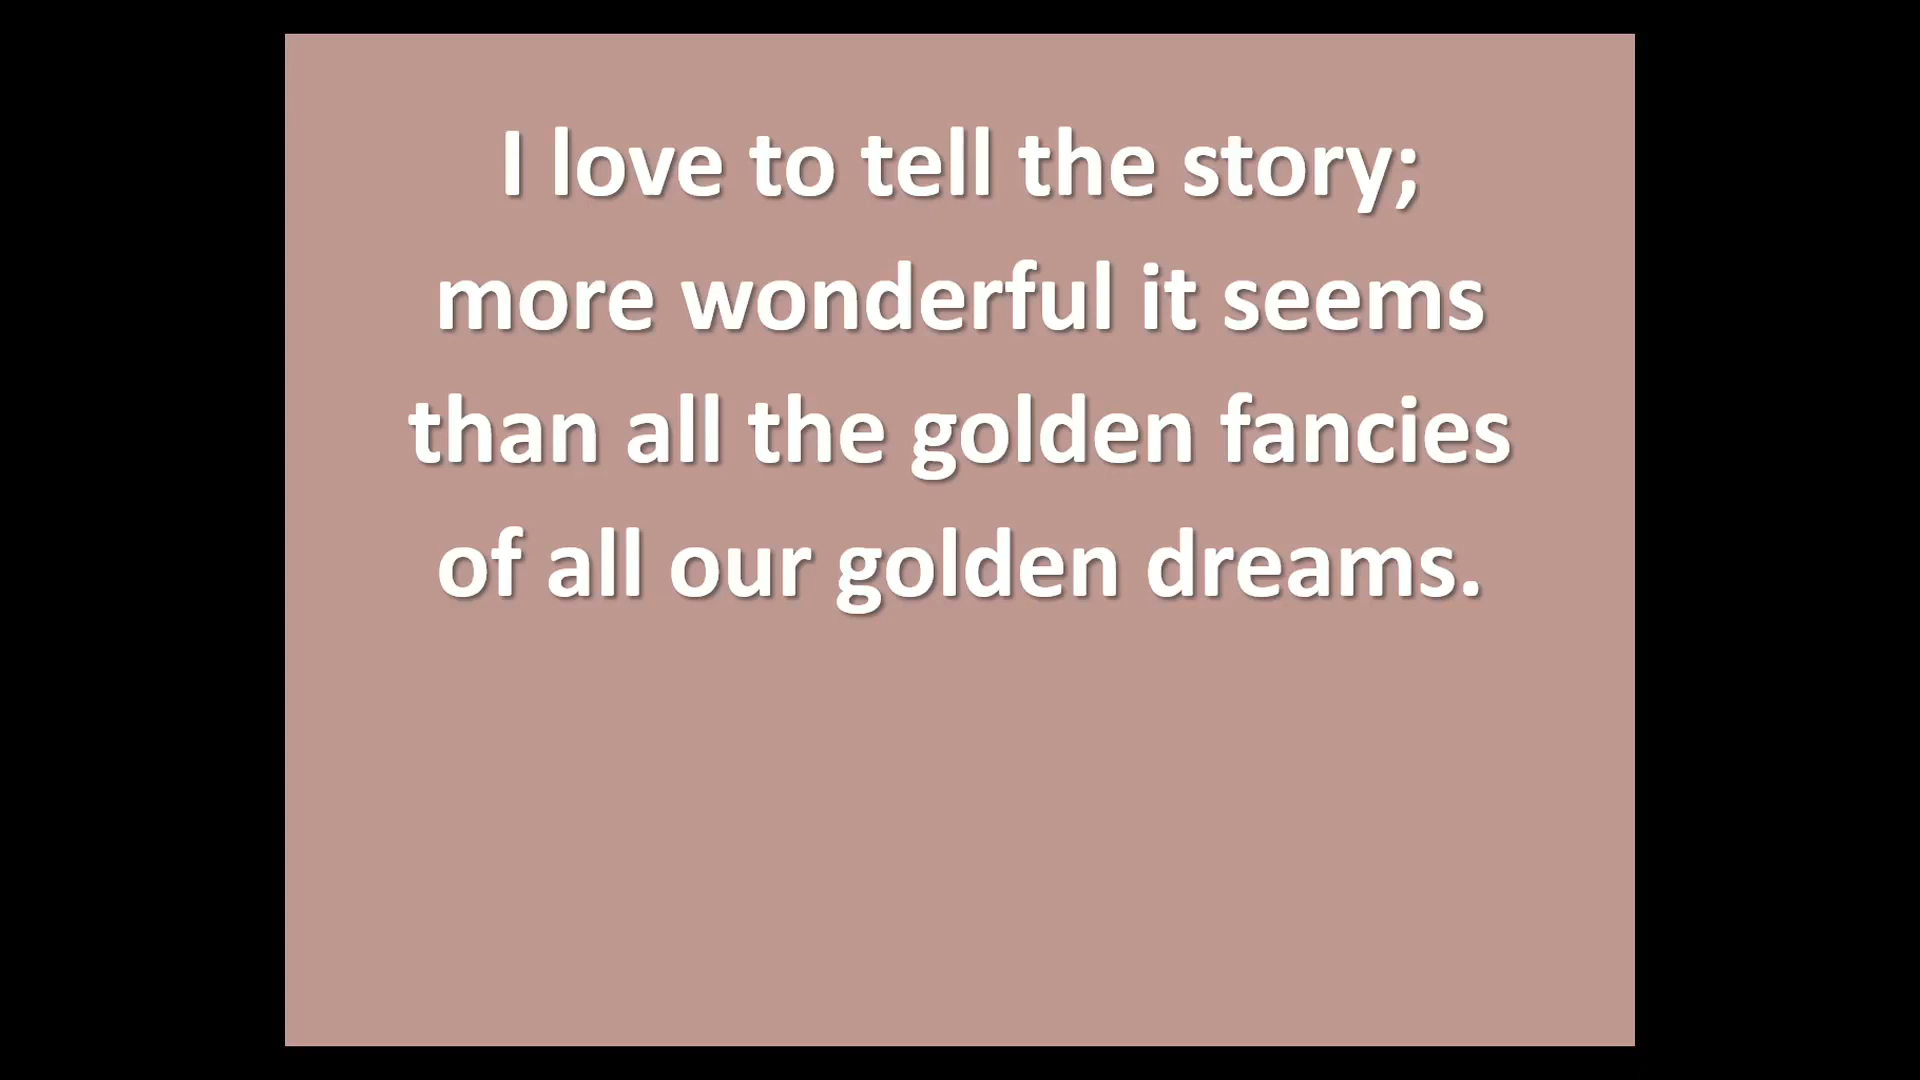 I love to tell the story;
more wonderful it seems
than all the golden fancies
of all our golden dreams.